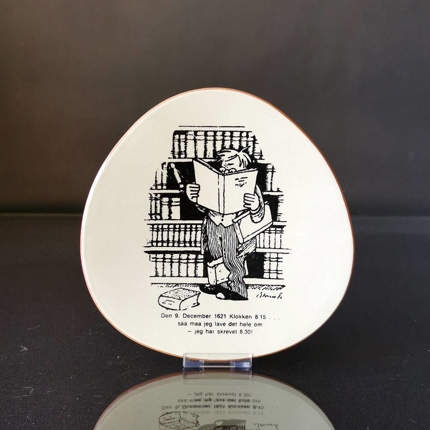 Den 9. December 1621 Klokken 8.15 ...
saa maa jeg lave det hele om
— jeg har skrevet 8.30!